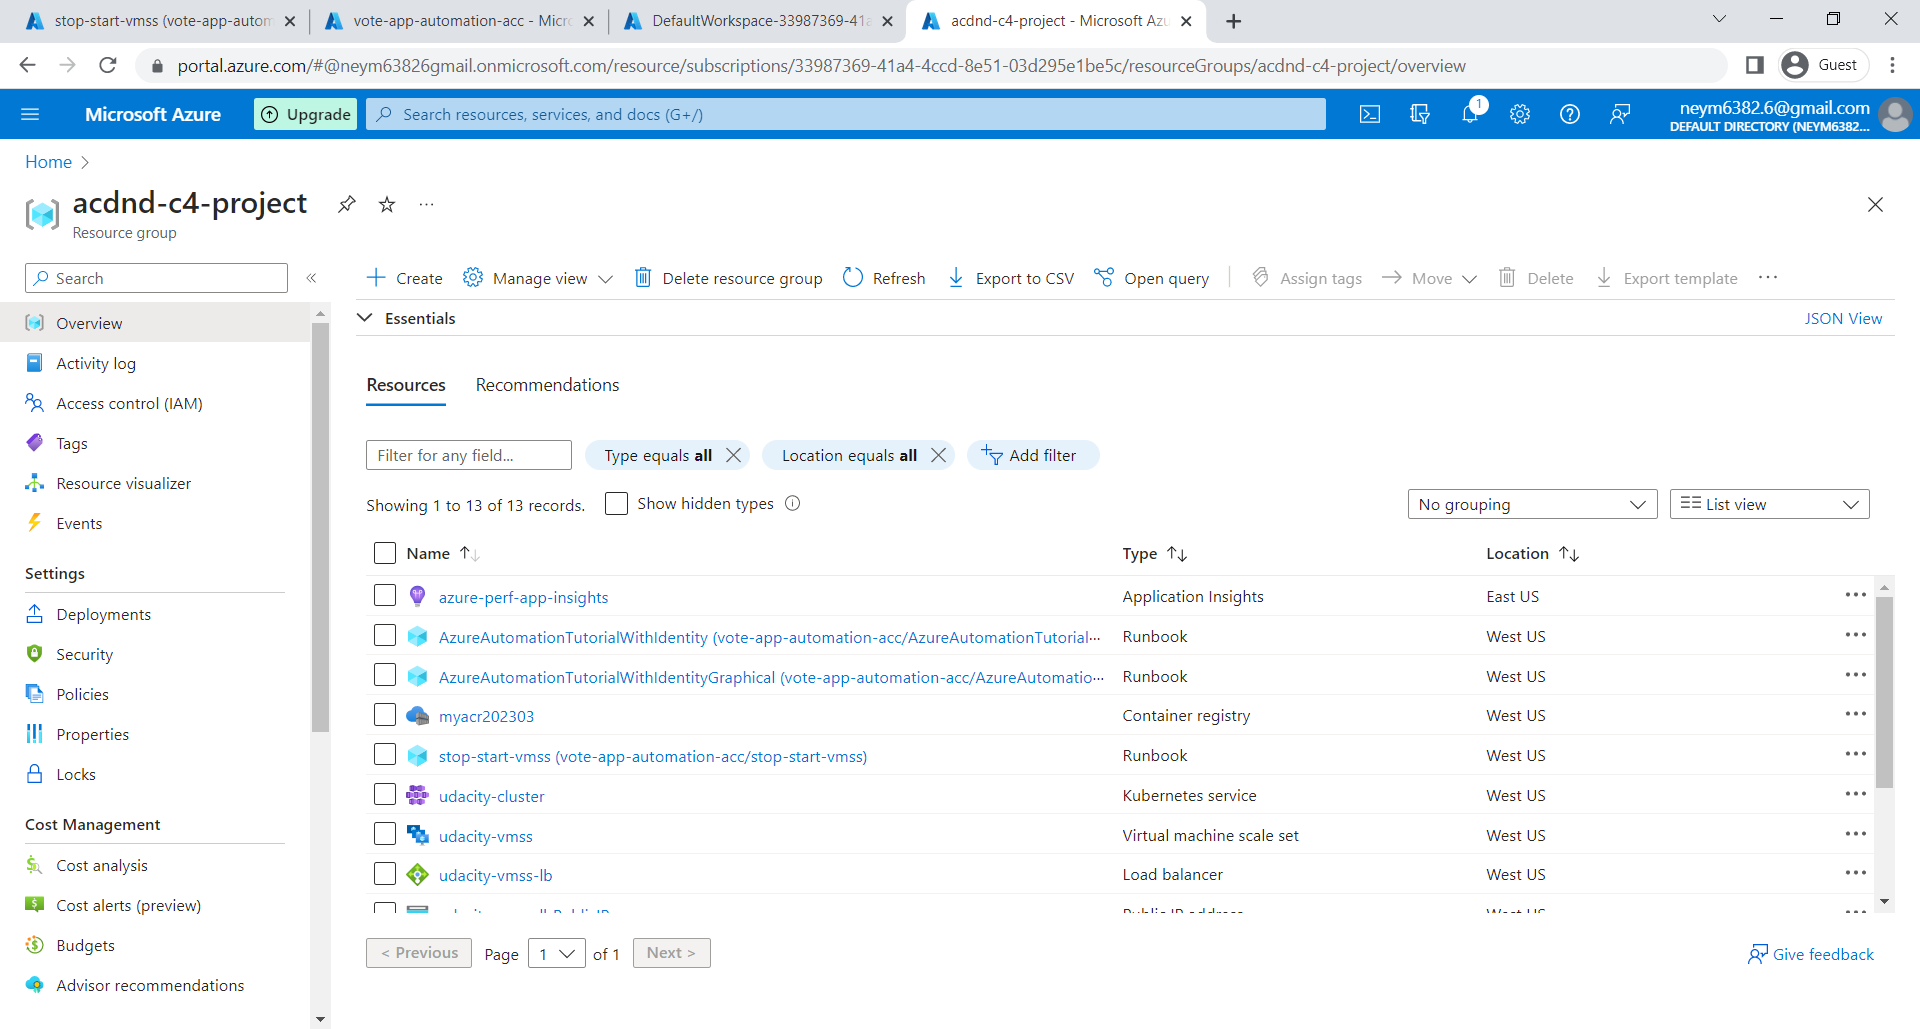 stop-start-vmss (vote-app-autom
vote-app-automation-acc - Micro
DefaultWorkspace-33987369-41a
acdnd-c4-project - Microsoft Azu
portal.azure.com/#@neym63826gmail.onmicrosoft.com/resource/subscriptions/33987369-41a4-4ccd-8e51-03d295e1be5c/resourceGroups/acdnd-c4-project/overview
Guest
Microsoft Azure
Upgrade
Search resources, services, and docs (G+/)
1
neym6382.6@gmail.com
DEFAULT DIRECTORY (NEYM6382...
Home
acdnd-c4-project
Resource group
Search
Overview
Activity log
Access control (IAM)
Tags
Resource visualizer
Events
Settings
Deployments
Security
Policies
Properties
Locks
Cost Management
Cost analysis
Cost alerts (preview)
Budgets
Advisor recommendations
Create
Manage view
Delete resource group
Refresh
Export to CSV
Open query
Assign tags
Move
Delete
Export template
Essentials
JSON View
Resources
Recommendations
Filter for any field...
Type equals all
Location equals all
Add filter
Showing 1 to 13 of 13 records.
Show hidden types
No grouping
List view
Name Type Location
azure-perf-app-insights Application Insights East US
AzureAutomationTutorialWithIdentity (vote-app-automation-acc/AzureAutomationTutorial... Runbook West US
AzureAutomationTutorialWithIdentityGraphical (vote-app-automation-acc/AzureAutomatio... Runbook West US
myacr202303 Container registry West US
stop-start-vmss (vote-app-automation-acc/stop-start-vmss) Runbook West US
udacity-cluster Kubernetes service West US
udacity-vmss Virtual machine scale set West US
udacity-vmss-lb Load balancer West US
Public IP address West US
< Previous
Page 1 of 1
Next >
Give feedback